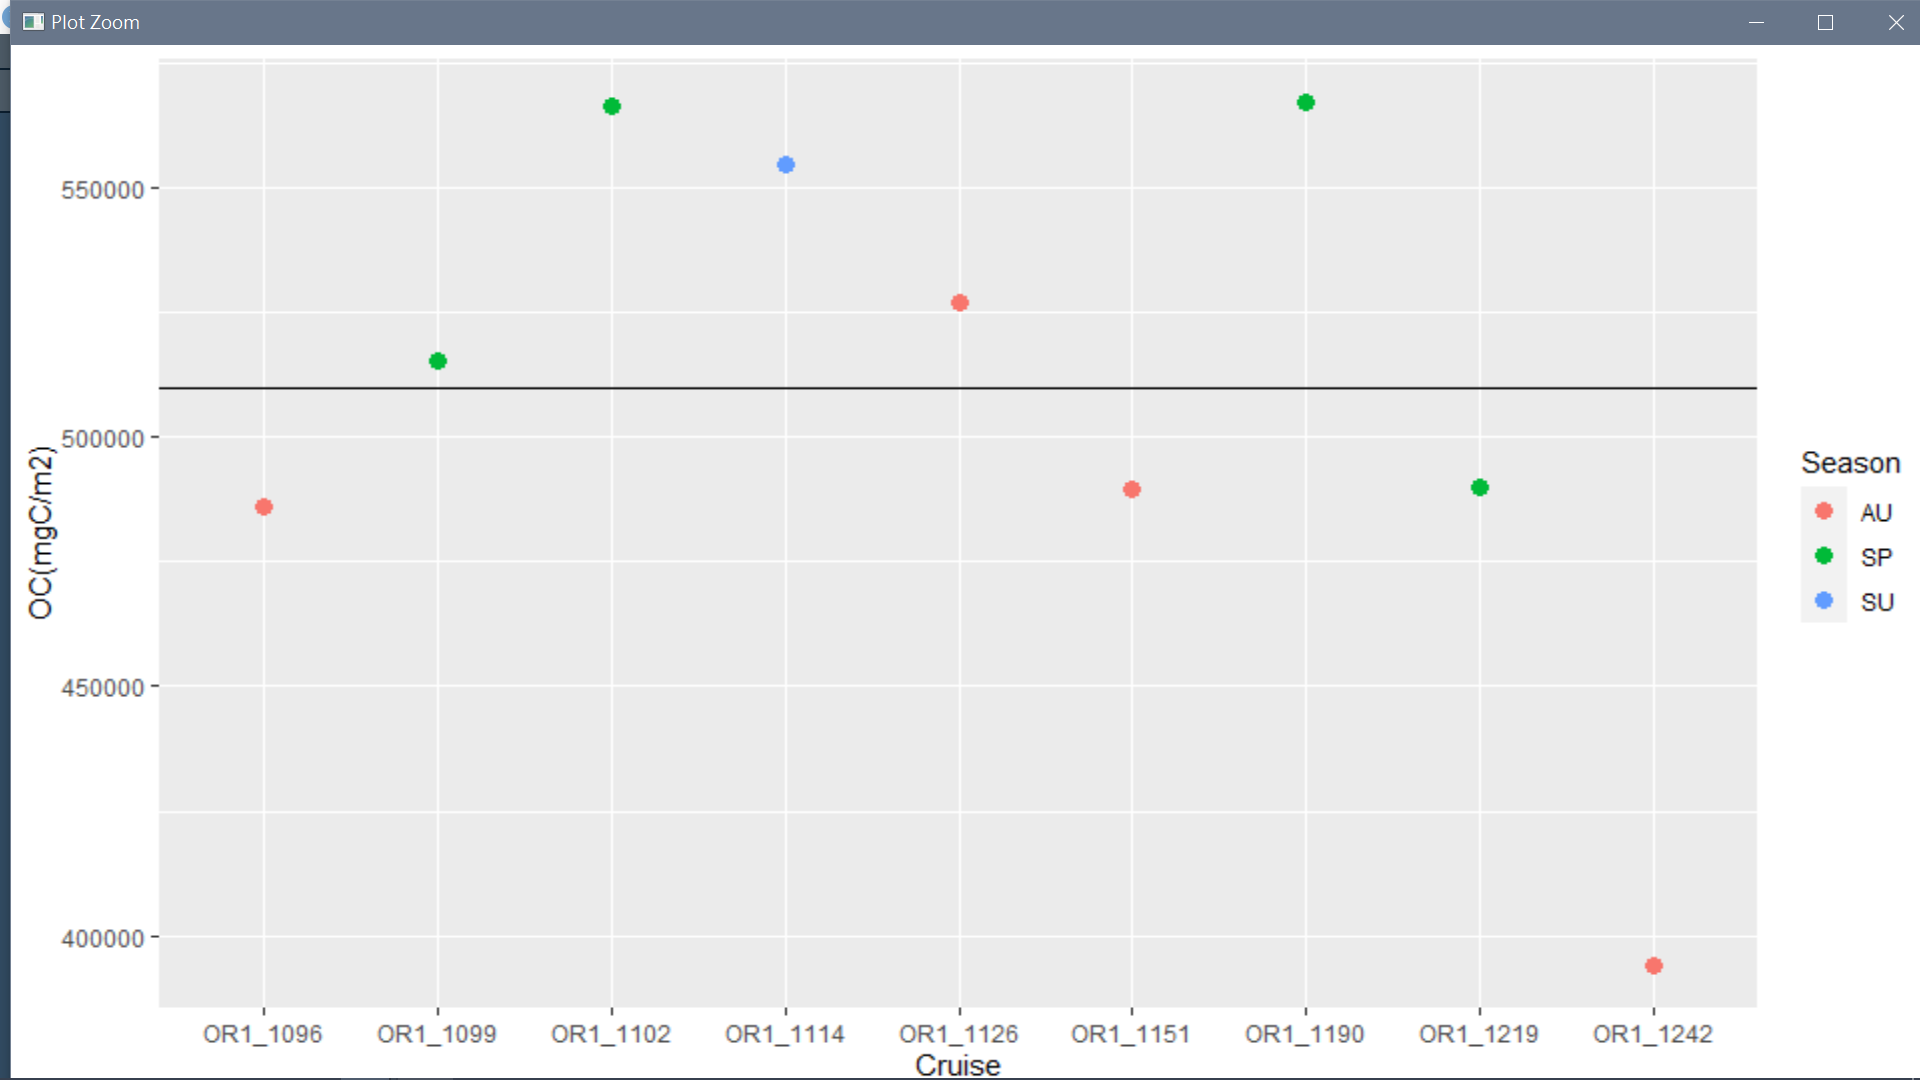 Plot Zoom
550000
500000
450000
400000
OC(mgC/m2)
OR1_1096 OR1_1099 OR1_1102 OR1_1114 OR1_1126 OR1_1151 OR1_1190 OR1_1219 OR1_1242
Cruise
Season
AU
SP
SU